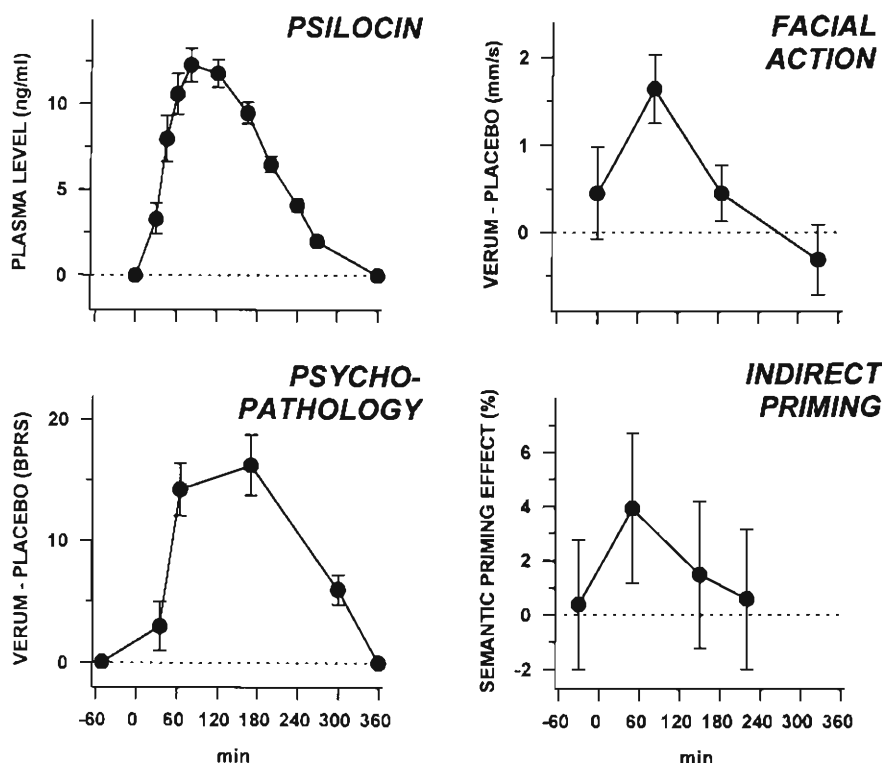 PSILOCIN
PLASMA LEVEL (ng/ml)
10
5
0
FACIAL
ACTION
VERUM - PLACEBO (mm/s)
2
1
0
PSYCHO-
PATHOLOGY
VERUM - PLACEBO (BPRS)
20
10
0
-60 0 60 120 180 240 300 360
min
INDIRECT
PRIMING
SEMANTIC PRIMING EFFECT (%)
6
4
2
0
-2
-60 0 60 120 180 240 300 360
min